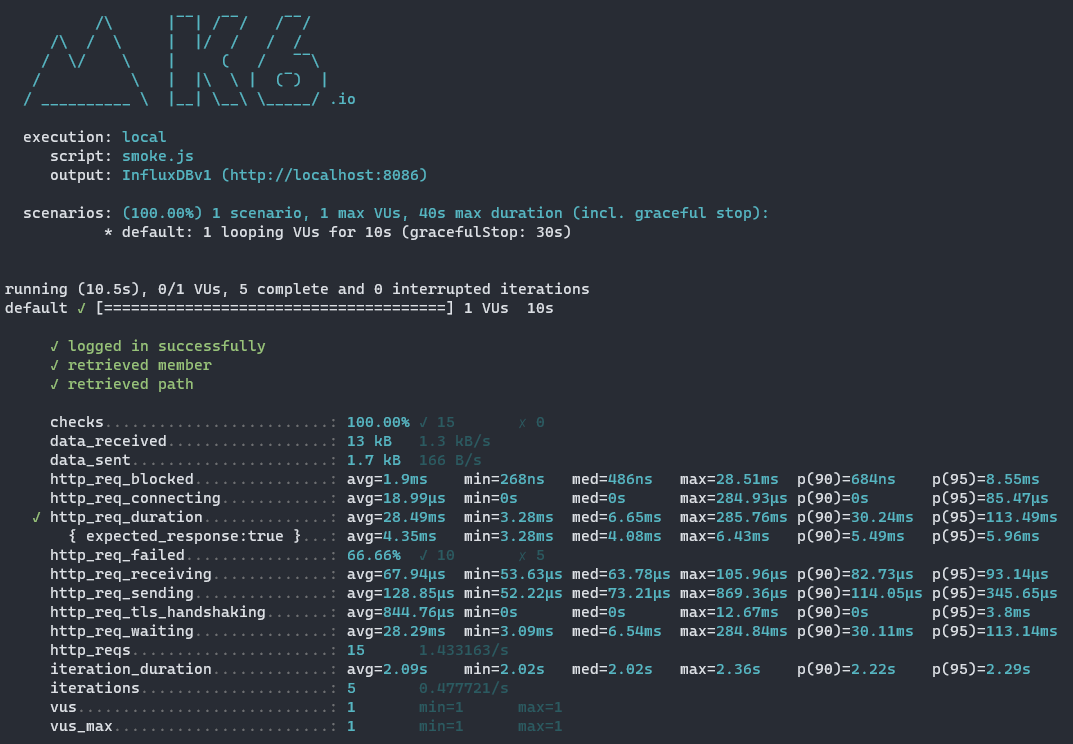 /\      |‾‾| /‾‾/   /‾‾/
     /\  /  \     |  |/  /   /  /
    /  \/    \    |     (   /   ‾‾\
   /          \   |  |\  \ |  (‾)  |
  / __________ \  |__| \__\ \_____/ .io

  execution: local
     script: smoke.js
     output: InfluxDBv1 (http://localhost:8086)

  scenarios: (100.00%) 1 scenario, 1 max VUs, 40s max duration (incl. graceful stop):
           * default: 1 looping VUs for 10s (gracefulStop: 30s)

running (10.5s), 0/1 VUs, 5 complete and 0 interrupted iterations
default ✓ [======================================] 1 VUs  10s

     ✓ logged in successfully
     ✓ retrieved member
     ✓ retrieved path

     checks.........................: 100.00% ✓ 15       ✗ 0
     data_received..................: 13 kB   1.3 kB/s
     data_sent......................: 1.7 kB  166 B/s
     http_req_blocked...............: avg=1.9ms    min=268ns   med=486ns   max=28.51ms  p(90)=684ns    p(95)=8.55ms
     http_req_connecting............: avg=18.99µs  min=0s      med=0s      max=284.93µs p(90)=0s       p(95)=85.47µs
   ✓ http_req_duration..............: avg=28.49ms  min=3.28ms  med=6.65ms  max=285.76ms p(90)=30.24ms  p(95)=113.49ms
       { expected_response:true }...: avg=4.35ms   min=3.28ms  med=4.08ms  max=6.43ms   p(90)=5.49ms   p(95)=5.96ms
     http_req_failed................: 66.66%  ✓ 10       ✗ 5
     http_req_receiving.............: avg=67.94µs  min=53.63µs med=63.78µs max=105.96µs p(90)=82.73µs  p(95)=93.14µs
     http_req_sending...............: avg=128.85µs min=52.22µs med=73.21µs max=869.36µs p(90)=114.05µs p(95)=345.65µs
     http_req_tls_handshaking.......: avg=844.76µs min=0s      med=0s      max=12.67ms  p(90)=0s       p(95)=3.8ms
     http_req_waiting...............: avg=28.29ms  min=3.09ms  med=6.54ms  max=284.84ms p(90)=30.11ms  p(95)=113.14ms
     http_reqs......................: 15      1.433163/s
     iteration_duration.............: avg=2.09s    min=2.02s   med=2.02s   max=2.36s    p(90)=2.22s    p(95)=2.29s
     iterations.....................: 5       0.477721/s
     vus............................: 1       min=1      max=1
     vus_max........................: 1       min=1      max=1